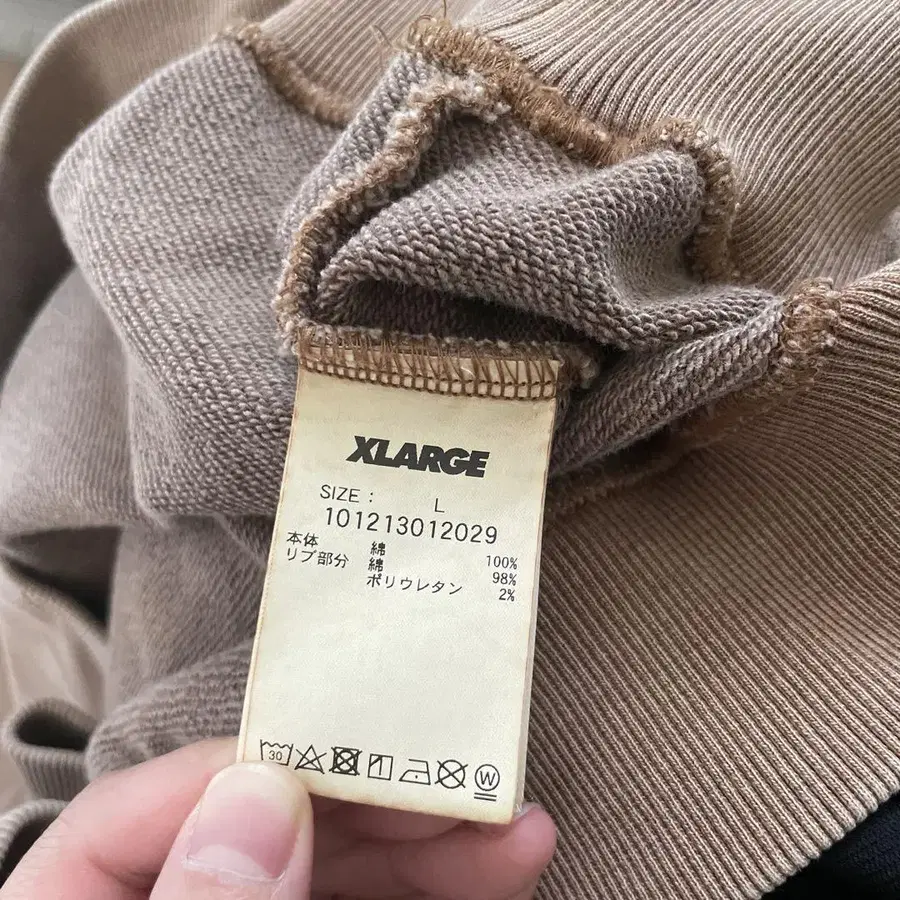 XLARGE
SIZE : L
101213012029
本体 綿 100%
リブ部分 綿 98%
ポリウレタン 2%
30 W